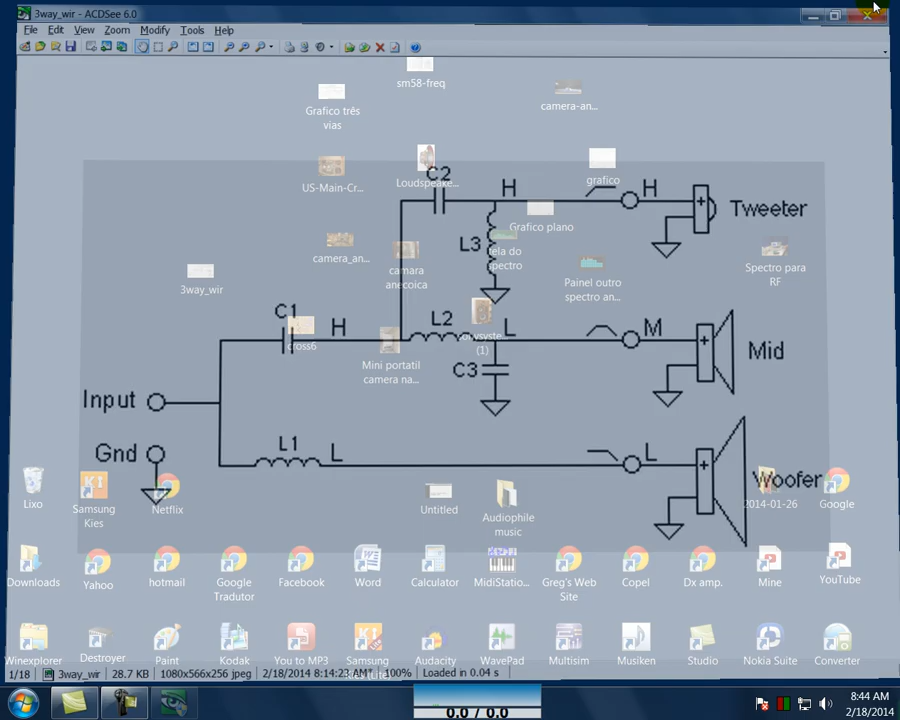 3way_wir - ACDSee 6.0
File Edit View Zoom Modify Tools Help
sm58-freq
camera-an...
Grafico três
vias
US-Main-Cr...
Loudspeake...
C2
H
grafico
H
Tweeter
Grafico plano
L3
tela do
spectro
camera_an...
camara
anecoica
Painel outro
spectro an...
Spectro para
RF
3way_wir
C1
H
cross6
L2
L
M
(1)
Mid
Mini portatil
camera na...
C3
Input
Gnd
L1
L
L
Woofer
Lixo
Samsung
Kies
Netflix
Untitled
Audiophile
music
2014-01-26
Google
Downloads
Yahoo
hotmail
Google
Tradutor
Facebook
Word
Calculator
MidiStatio...
Greg's Web
Site
Copel
Dx amp.
Mine
YouTube
Winexplorer
Destroyer
Paint
Kodak
You to MP3
Samsung
Audacity
WavePad
Multisim
Musiken
Studio
Nokia Suite
Converter
1/18 3way_wir 28.7 KB 1080x566x256 jpeg 2/18/2014 8:14:23 AM* 100% Loaded in 0.04 s
0.0 / 0.0
8:44 AM
2/18/2014